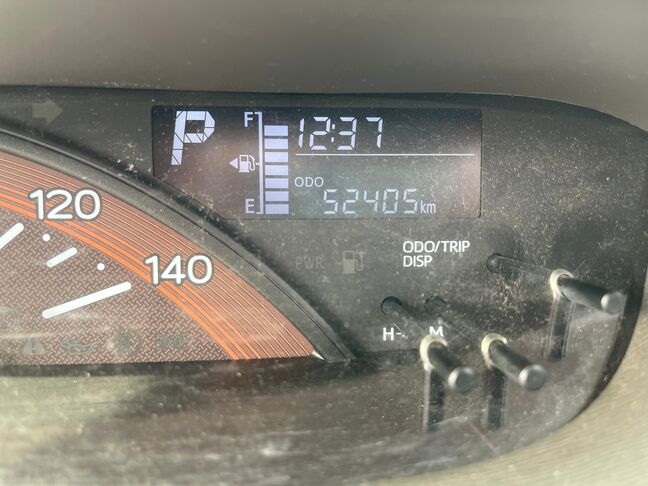 P
F
12:37
ODO
E
52405km
120
140
PWR
ODO/TRIP
DISP
H
M